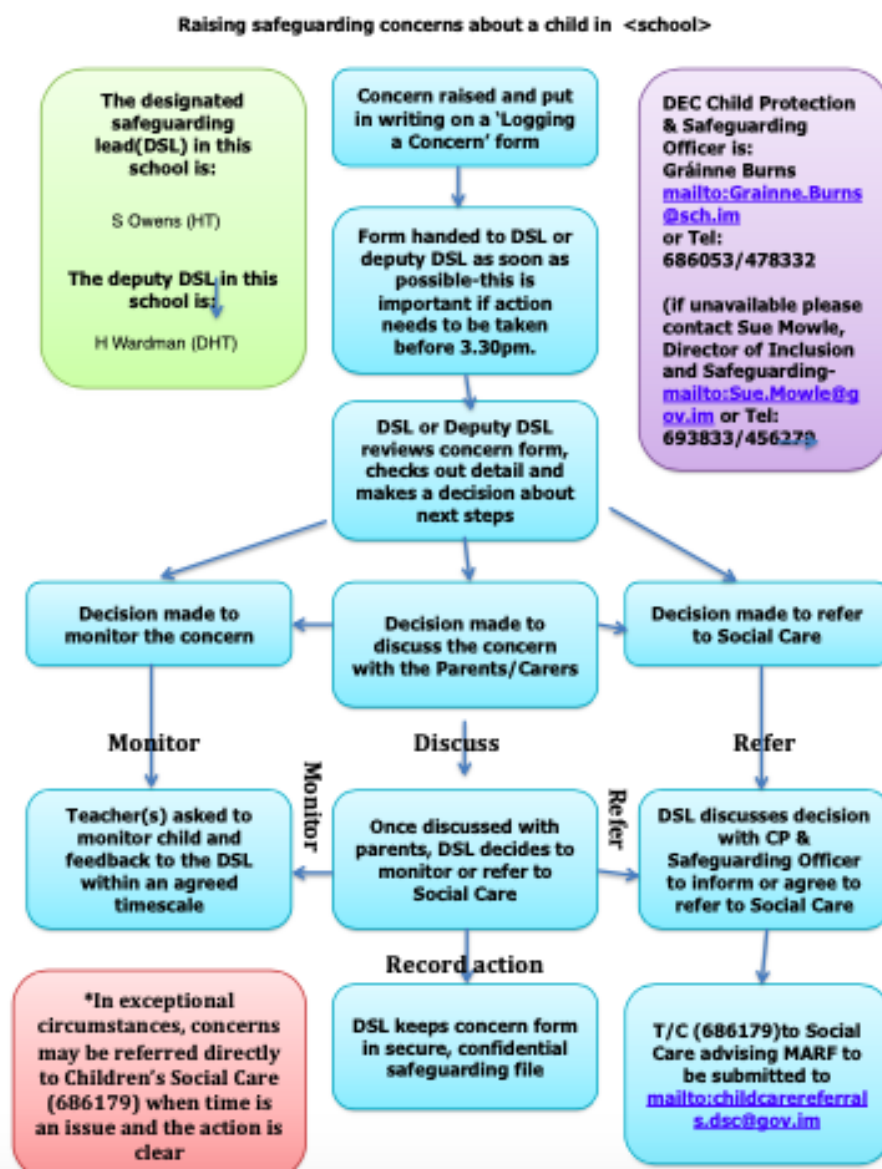 Raising safeguarding concerns about a child in <school>
The designated
safeguarding
lead(DSL) in this
school is:
S Owens (HT)
The deputy DSL in this
school is:
H Wardman (DHT)
Concern raised and put
in writing on a ‘Logging
a Concern’ form
DEC Child Protection
& Safeguarding
Officer is:
Gráinne Burns
mailto:Grainne.Burns
@sch.im
or Tel:
686053/478332
(if unavailable please
contact Sue Mowle,
Director of Inclusion
and Safeguarding-
mailto:Sue.Mowle@g
ov.im or Tel:
693833/456279
Form handed to DSL or
deputy DSL as soon as
possible-this is
important if action
needs to be taken
before 3.30pm.
DSL or Deputy DSL
reviews concern form,
checks out detail and
makes a decision about
next steps
Decision made to
monitor the concern
Decision made to
discuss the concern
with the Parents/Carers
Decision made to refer
to Social Care
Monitor
Discuss
Refer
Monitor
Refer
Teacher(s) asked to
monitor child and
feedback to the DSL
within an agreed
timescale
Once discussed with
parents, DSL decides to
monitor or refer to
Social Care
DSL discusses decision
with CP &
Safeguarding Officer
to inform or agree to
refer to Social Care
Record action
*In exceptional
circumstances, concerns
may be referred directly
to Children’s Social Care
(686179) when time is
an issue and the action is
clear
DSL keeps concern form
in secure, confidential
safeguarding file
T/C (686179)to Social
Care advising MARF to
be submitted to
mailto:childcarereferral
s.dsc@gov.im